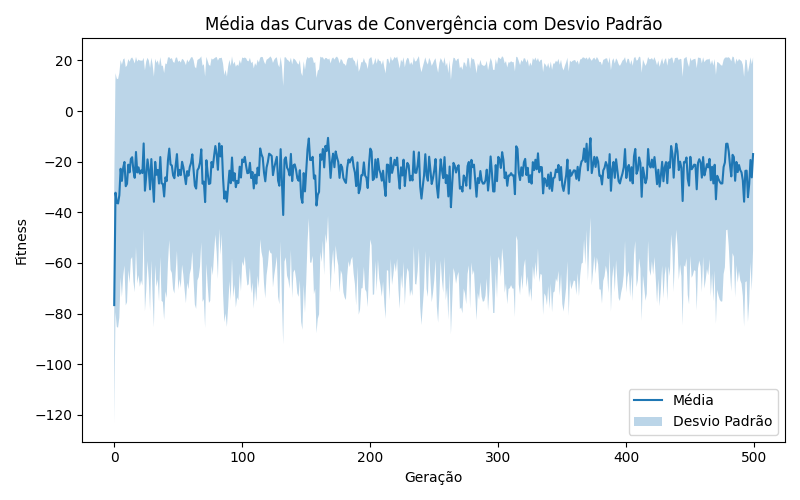 Média das Curvas de Convergência com Desvio Padrão
20
0
−20
−40
−60
−80
−100
−120
Fitness
0 100 200 300 400 500
Geração
Média
Desvio Padrão